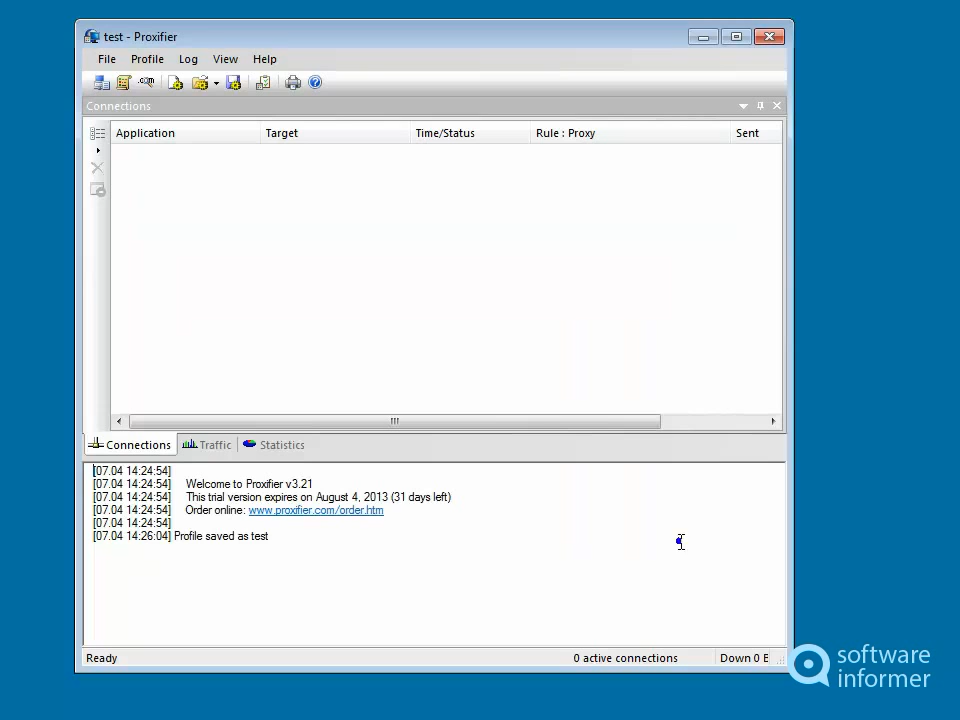 test - Proxifier
File Profile Log View Help
Connections
Application Target Time/Status Rule : Proxy Sent
Connections Traffic Statistics
[07.04 14:24:54]
[07.04 14:24:54] Welcome to Proxifier v3.21
[07.04 14:24:54] This trial version expires on August 4, 2013 (31 days left)
[07.04 14:24:54] Order online: www.proxifier.com/order.htm
[07.04 14:24:54]
[07.04 14:26:04] Profile saved as test
Ready 0 active connections Down 0 B
software
informer